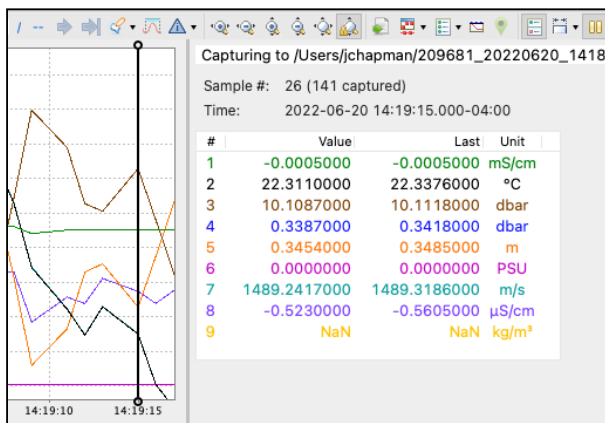 Capturing to /Users/jchapman/209681_20220620_1418
Sample #: 26 (141 captured)
Time: 2022-06-20 14:19:15.000-04:00
# Value Last Unit
1 -0.0005000 -0.0005000 mS/cm
2 22.3110000 22.3376000 °C
3 10.1087000 10.1118000 dbar
4 0.3387000 0.3418000 dbar
5 0.3454000 0.3485000 m
6 0.0000000 0.0000000 PSU
7 1489.2417000 1489.3186000 m/s
8 -0.5230000 -0.5605000 µS/cm
9 NaN NaN kg/m³
14:19:10 14:19:15